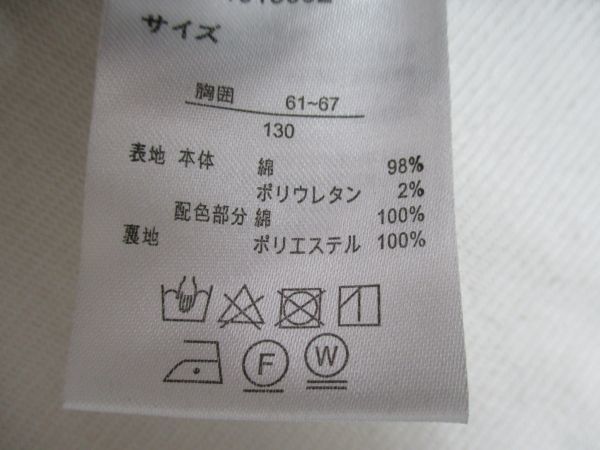 サイズ
胸囲 61~67
130
表地 本体 綿 98%
ポリウレタン 2%
配色部分 綿 100%
裏地 ポリエステル 100%
F W